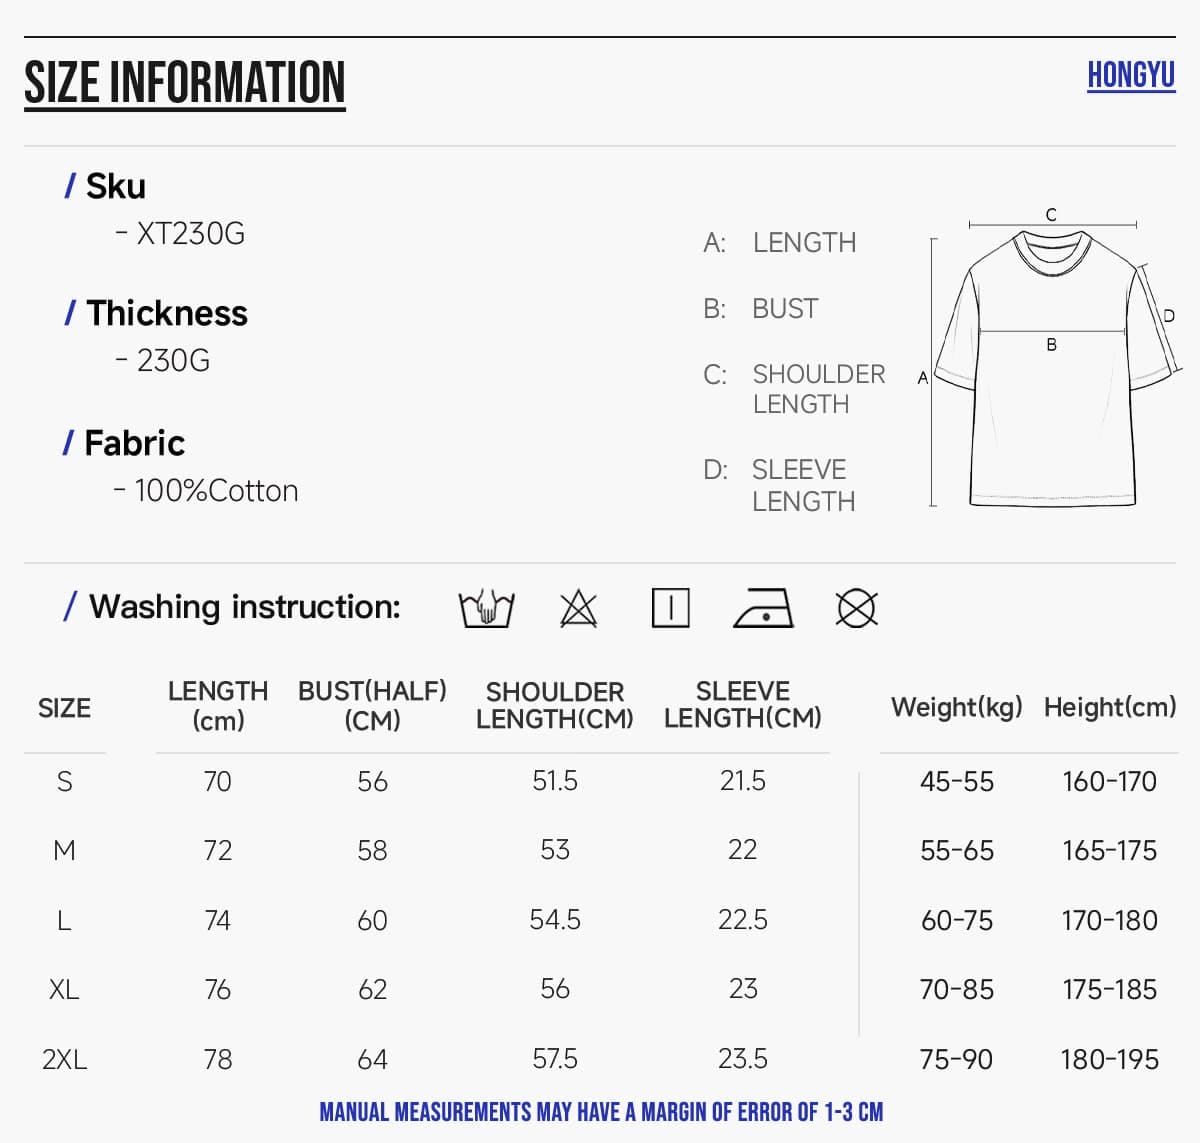 SIZE INFORMATION
HONGYU
/ Sku
- XT230G
/ Thickness
- 230G
/ Fabric
- 100%Cotton
A: LENGTH
B: BUST
C: SHOULDER
LENGTH
D: SLEEVE
LENGTH
C
D
B
A
/ Washing instruction:
SIZE LENGTH (cm) BUST(HALF) (CM) SHOULDER LENGTH(CM) SLEEVE LENGTH(CM) Weight(kg) Height(cm)
S 70 56 51.5 21.5 45-55 160-170
M 72 58 53 22 55-65 165-175
L 74 60 54.5 22.5 60-75 170-180
XL 76 62 56 23 70-85 175-185
2XL 78 64 57.5 23.5 75-90 180-195
MANUAL MEASUREMENTS MAY HAVE A MARGIN OF ERROR OF 1-3 CM